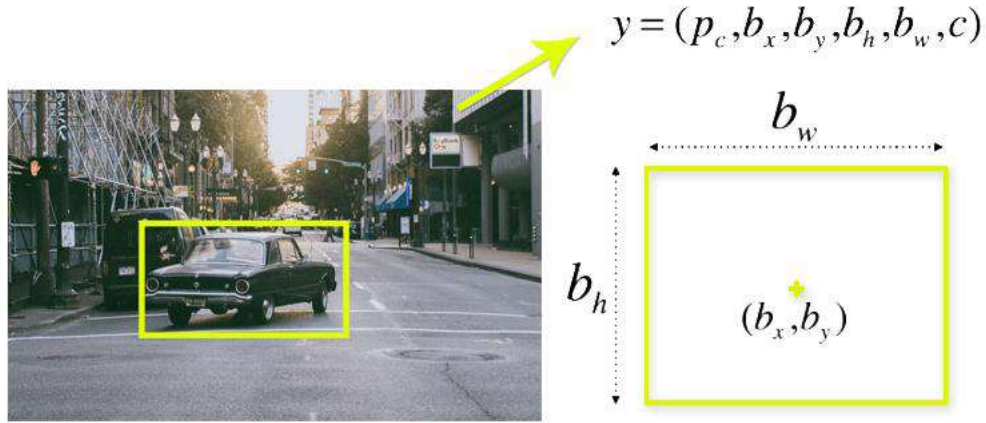 y = (p_c, b_x, b_y, b_h, b_w, c)
b_w
b_h
(b_x, b_y)